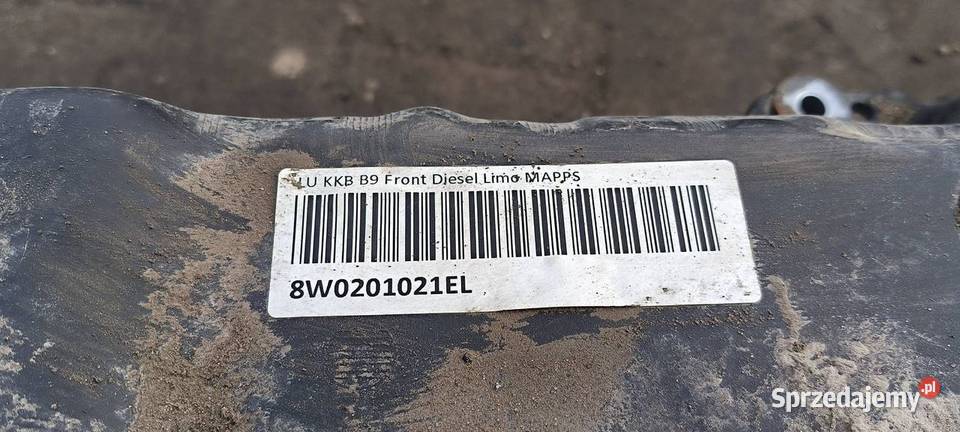 KKB B9 Front Diesel Limo MAPPS
8W0201021EL
Sprzedajemy .pl